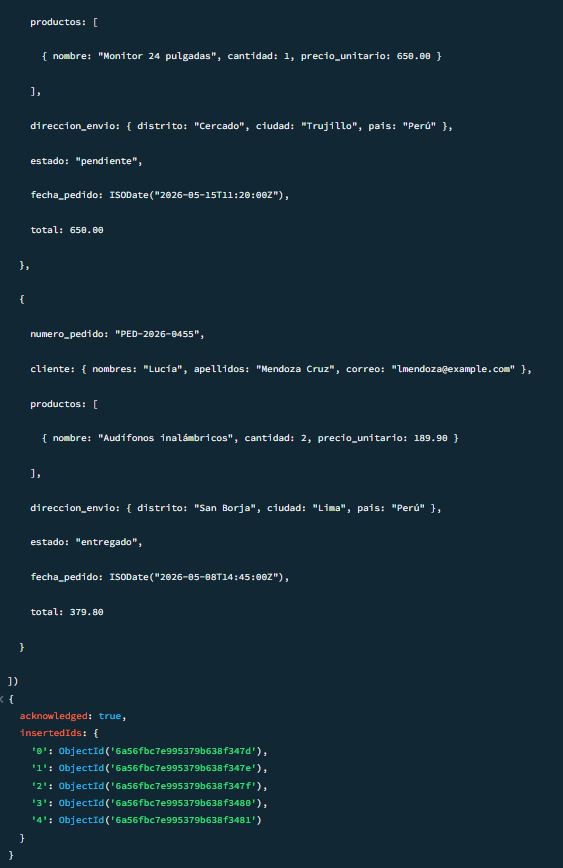 productos: [
{ nombre: "Monitor 24 pulgadas", cantidad: 1, precio_unitario: 650.00 }
],
direccion_envio: { distrito: "Cercado", ciudad: "Trujillo", pais: "Perú" },
estado: "pendiente",
fecha_pedido: ISODate("2026-05-15T11:20:00Z"),
total: 650.00
},
{
numero_pedido: "PED-2026-0455",
cliente: { nombres: "Lucía", apellidos: "Mendoza Cruz", correo: "lmendoza@example.com" },
productos: [
{ nombre: "Audífonos inalámbricos", cantidad: 2, precio_unitario: 189.90 }
],
direccion_envio: { distrito: "San Borja", ciudad: "Lima", pais: "Perú" },
estado: "entregado",
fecha_pedido: ISODate("2026-05-08T14:45:00Z"),
total: 379.80
}
])
< {
acknowledged: true,
insertedIds: {
'0': ObjectId('6a56fbc7e995379b638f347d'),
'1': ObjectId('6a56fbc7e995379b638f347e'),
'2': ObjectId('6a56fbc7e995379b638f347f'),
'3': ObjectId('6a56fbc7e995379b638f3480'),
'4': ObjectId('6a56fbc7e995379b638f3481')
}
}